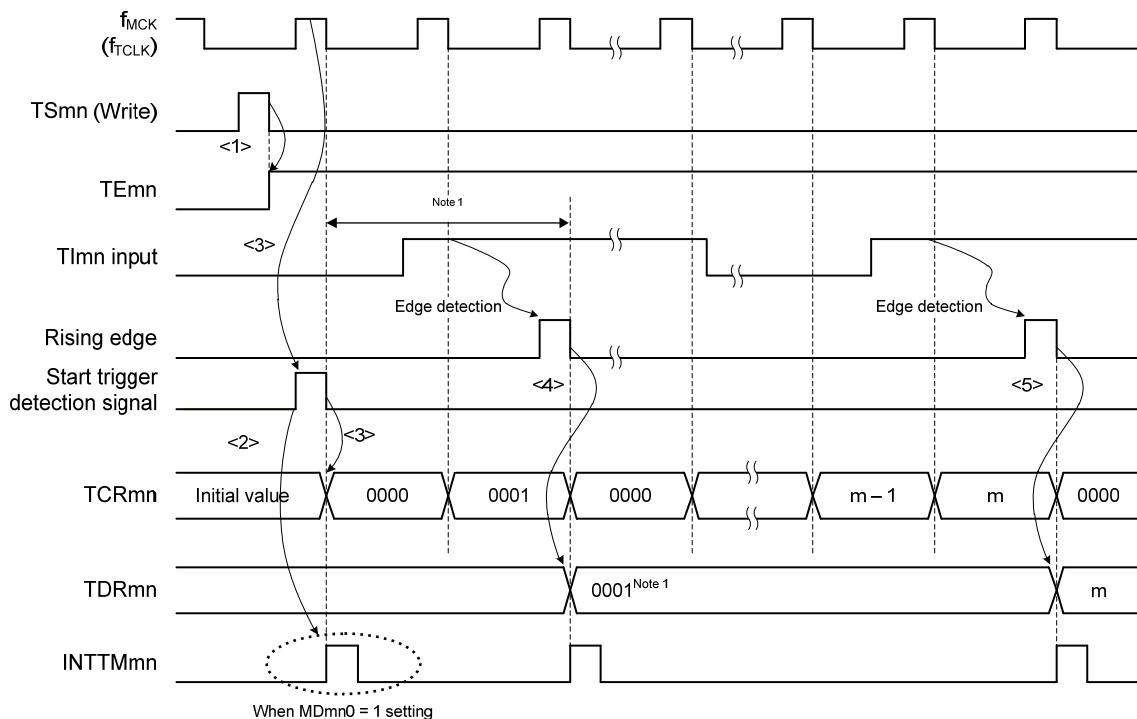 fMCK
(fTCLK)
TSmn (Write)
<1>
TEmn
Note 1
<3>
TImn input
Edge detection
Edge detection
Rising edge
<4>
<5>
Start trigger
detection signal
<2>
<3>
TCRmn
Initial value
0000
0001
0000
m – 1
m
0000
TDRmn
0001 Note 1
m
INTTMmn
When MDmn0 = 1 setting